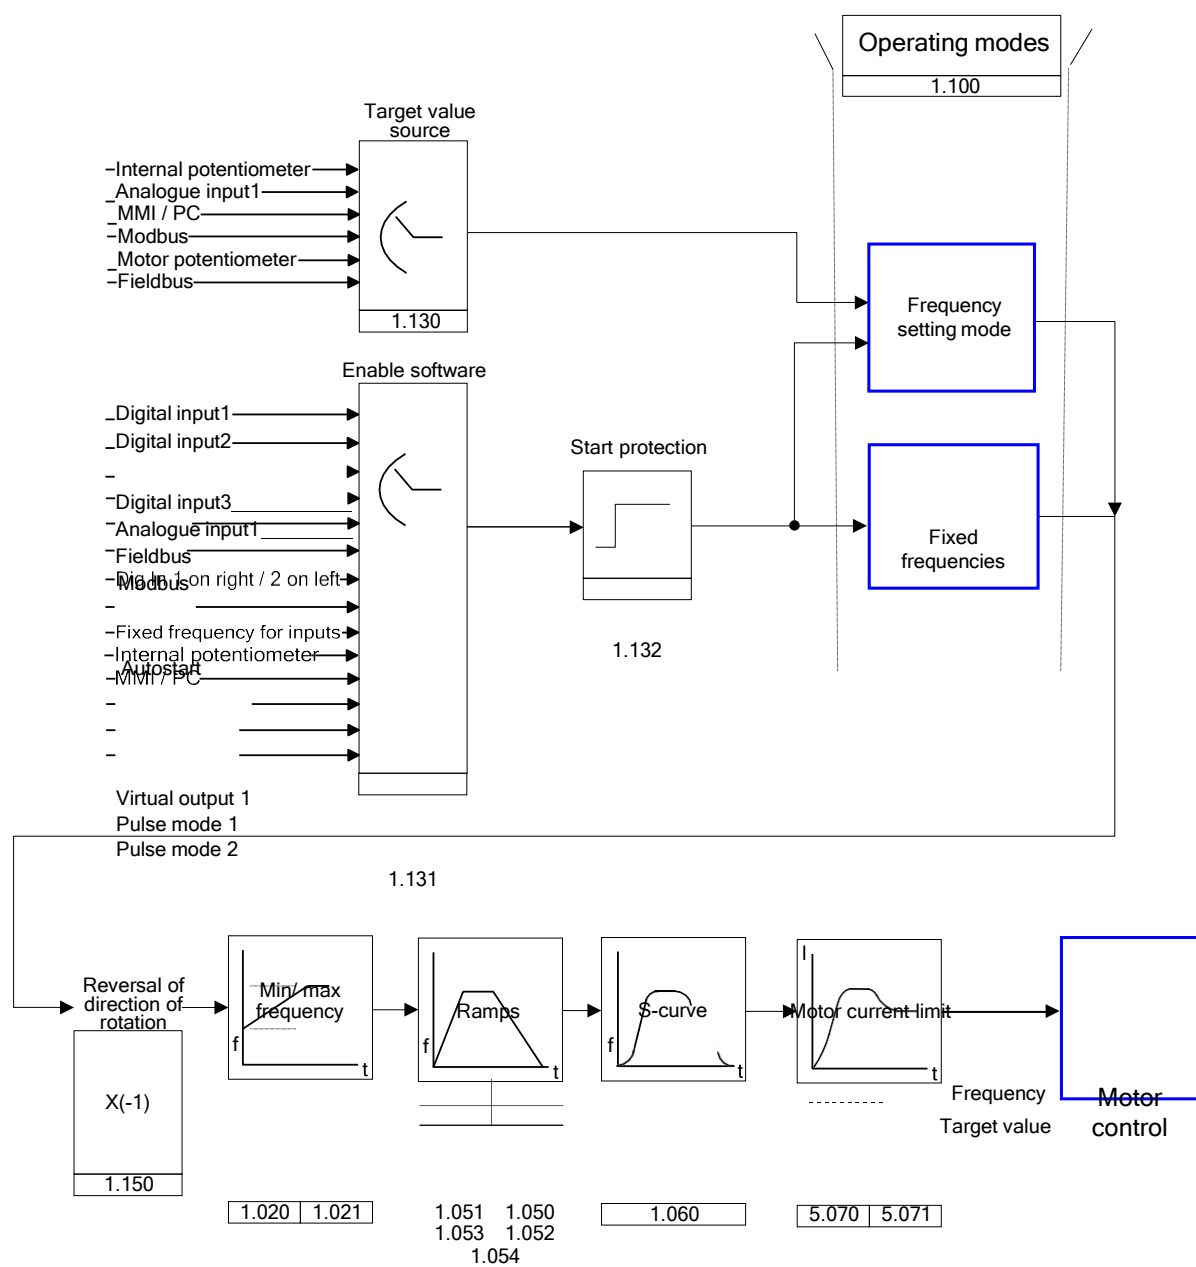 Operating modes
1.100
Target value
source
Internal potentiometer
Analogue input1
MMI / PC
Modbus
Motor potentiometer
Fieldbus
1.130
Frequency
setting mode
Enable software
Digital input1
Digital input2
Digital input3
Analogue input1
Fieldbus
Modbus
Dig In 1 on right / 2 on left
Fixed frequency for inputs
Internal potentiometer
Autostart
MMI / PC
Virtual output 1
Pulse mode 1
Pulse mode 2
1.131
Start protection
1.132
Fixed
frequencies
Reversal of
direction of
rotation
X(-1)
1.150
Min/ max
frequency
f
t
1.020 1.021
Ramps
f
t
1.051 1.050
1.053 1.052
1.054
S-curve
f
t
1.060
I
Motor current limit
t
5.070 5.071
Frequency
Target value
Motor
control